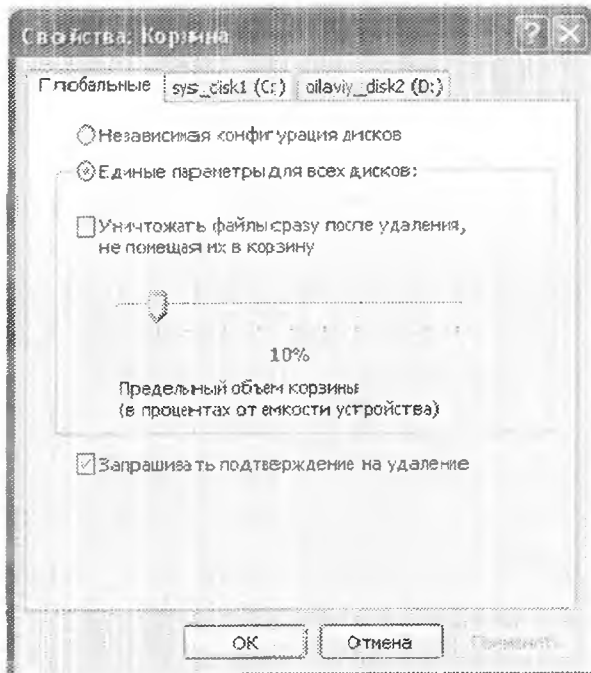 Свойства: Корзина
Глобальные
sys_disk1 (C:)
oilaviy_disk2 (D:)
Независимая конфигурация дисков
Единые параметры для всех дисков:
Уничтожать файлы сразу после удаления,
не помещая их в корзину
10%
Предельный объем корзины
(в процентах от емкости устройства)
Запрашивать подтверждение на удаление
OK
Отмена
Применить